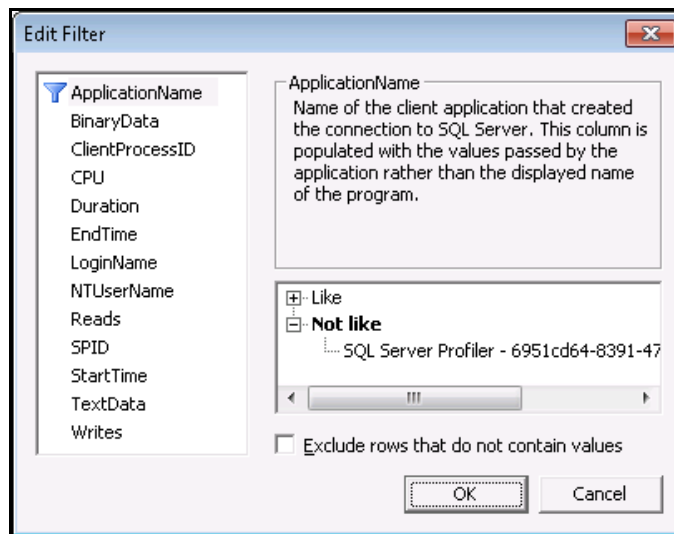 Edit Filter
ApplicationName
BinaryData
ClientProcessID
CPU
Duration
EndTime
LoginName
NTUserName
Reads
SPID
StartTime
TextData
Writes
ApplicationName
Name of the client application that created
the connection to SQL Server. This column is
populated with the values passed by the
application rather than the displayed name
of the program.
Like
Not like
SQL Server Profiler - 6951cd64-8391-47
Exclude rows that do not contain values
OK
Cancel